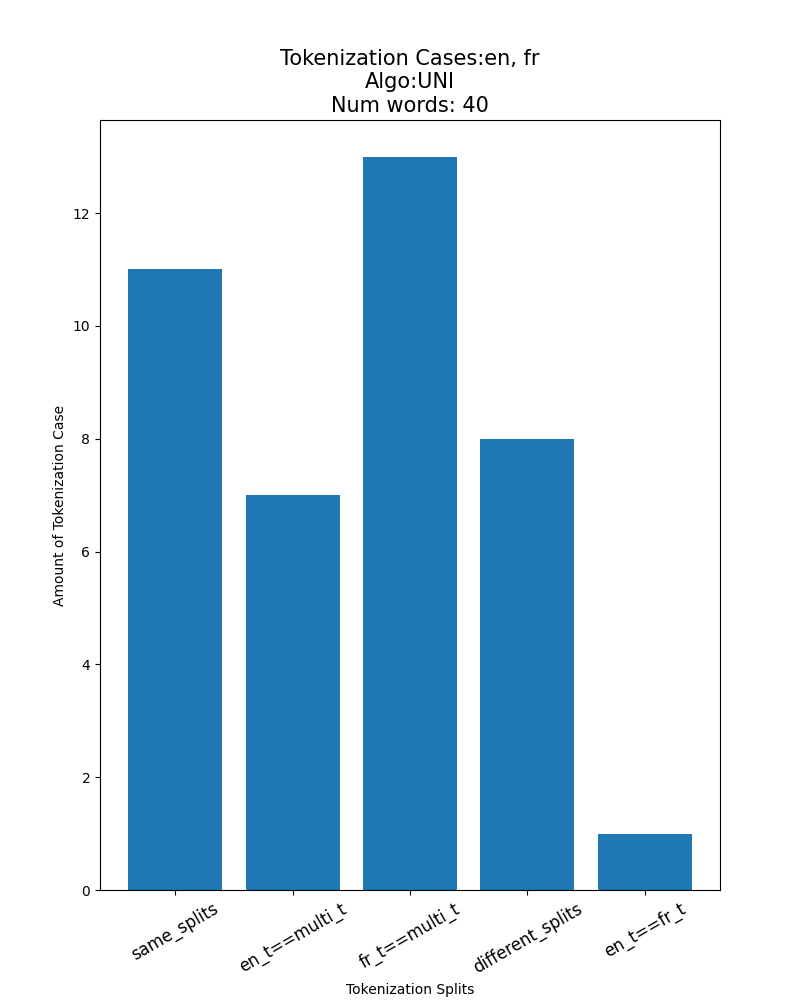 Tokenization Cases:en, fr
Algo:UNI
Num words: 40
Amount of Tokenization Case
12
10
8
6
4
2
0
same_splits
en_t==multi_t
fr_t==multi_t
different_splits
en_t==fr_t
Tokenization Splits